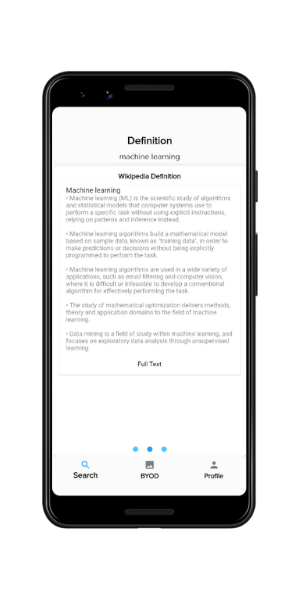 Definition
machine learning
Wikipedia Definition
Machine learning
• Machine learning (ML) is the scientific study of algorithms
and statistical models that computer systems use to
perform a specific task without using explicit instructions,
relying on patterns and inference instead.
• Machine learning algorithms build a mathematical model
based on sample data, known as "training data", in order to
make predictions or decisions without being explicitly
programmed to perform the task.
• Machine learning algorithms are used in a wide variety of
applications, such as email filtering and computer vision,
where it is difficult or infeasible to develop a conventional
algorithm for effectively performing the task.
• The study of mathematical optimization delivers methods,
theory and application domains to the field of machine
learning.
• Data mining is a field of study within machine learning, and
focuses on exploratory data analysis through unsupervised
learning.
Full Text
Search BYOD Profile